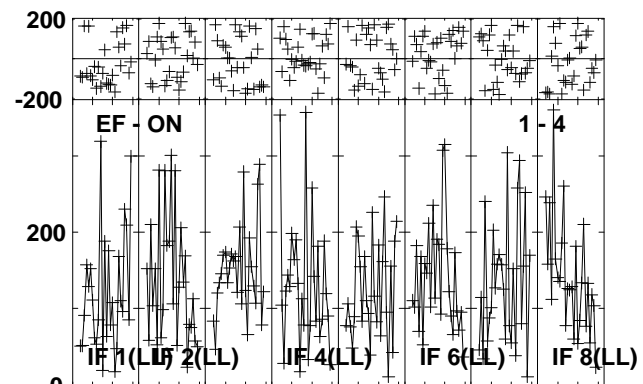 200
-200
EF - ON
1 - 4
200
IF 1(LL)
IF 2(LL)
IF 4(LL)
IF 6(LL)
IF 8(LL)
0